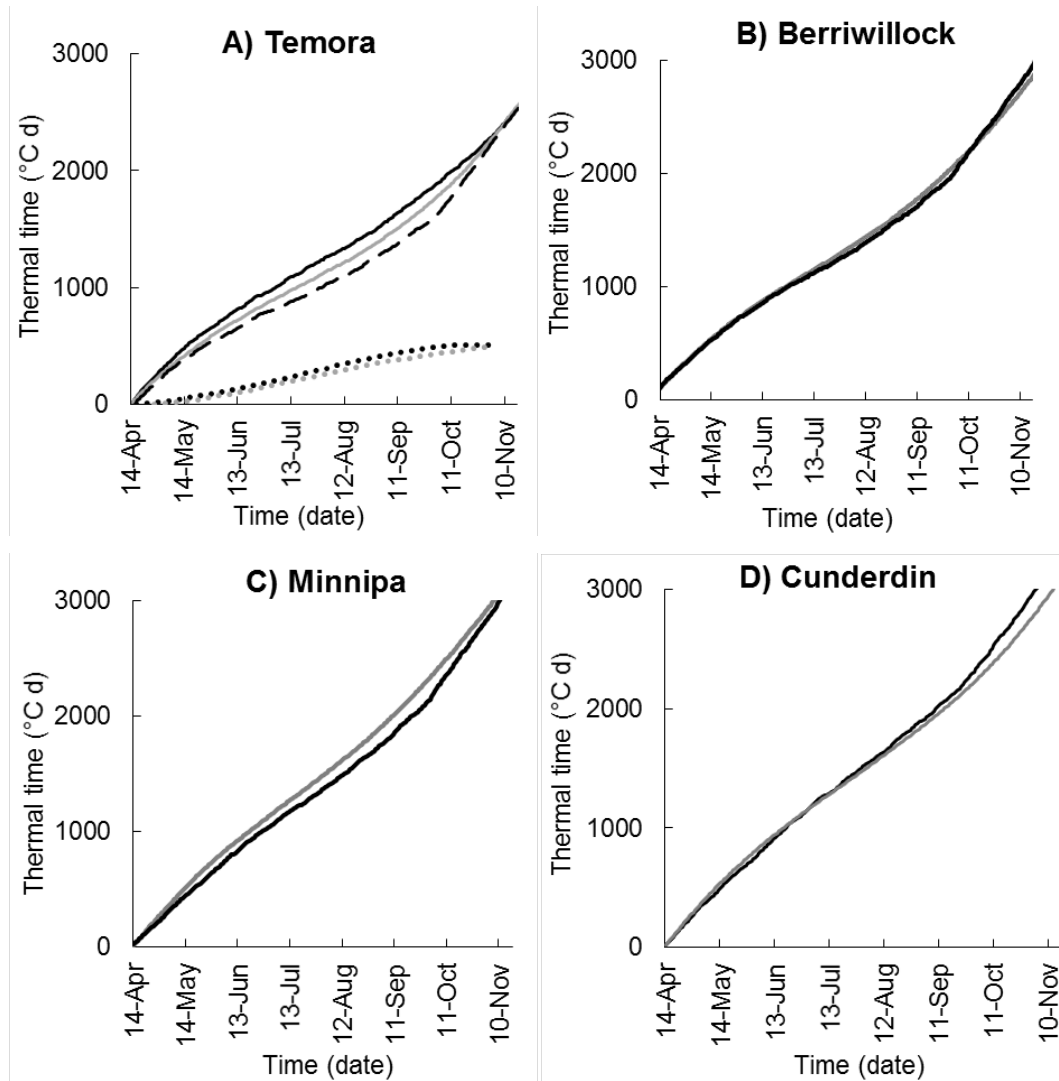 A) Temora
3000
2000
1000
0
Thermal time (°C d)
14-Apr
14-May
13-Jun
13-Jul
12-Aug
11-Sep
11-Oct
10-Nov
Time (date)
B) Berriwillock
3000
2000
1000
0
Thermal time (°C d)
14-Apr
14-May
13-Jun
13-Jul
12-Aug
11-Sep
11-Oct
10-Nov
Time (date)
C) Minnipa
3000
2000
1000
0
Thermal time (°C d)
14-Apr
14-May
13-Jun
13-Jul
12-Aug
11-Sep
11-Oct
10-Nov
Time (date)
D) Cunderdin
3000
2000
1000
0
Thermal time (°C d)
14-Apr
14-May
13-Jun
13-Jul
12-Aug
11-Sep
11-Oct
10-Nov
Time (date)